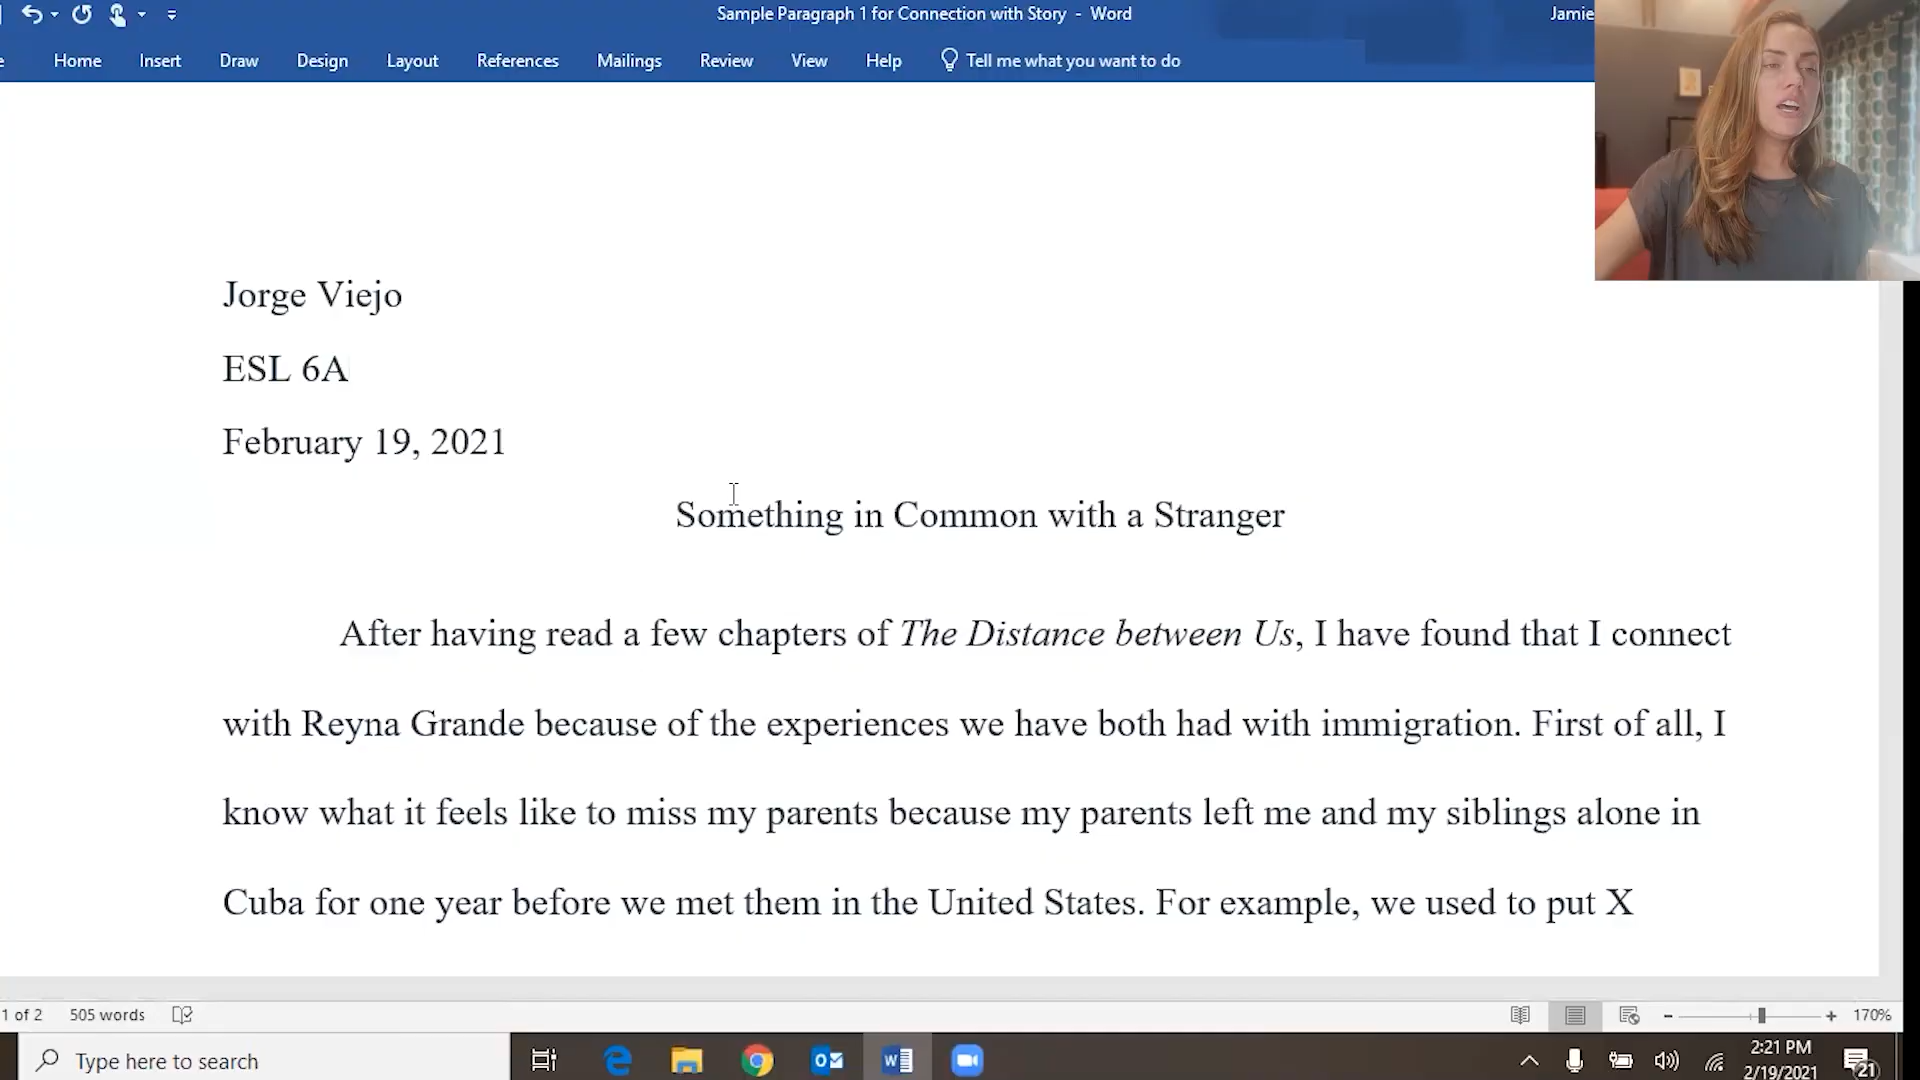 Sample Paragraph 1 for Connection with Story - Word
Jamie
Home Insert Draw Design Layout References Mailings Review View Help Tell me what you want to do
Jorge Viejo
ESL 6A
February 19, 2021
Something in Common with a Stranger
After having read a few chapters of The Distance between Us, I have found that I connect
with Reyna Grande because of the experiences we have both had with immigration. First of all, I
know what it feels like to miss my parents because my parents left me and my siblings alone in
Cuba for one year before we met them in the United States. For example, we used to put X
1 of 2 505 words
170%
Type here to search
2:21 PM
2/19/2021
21